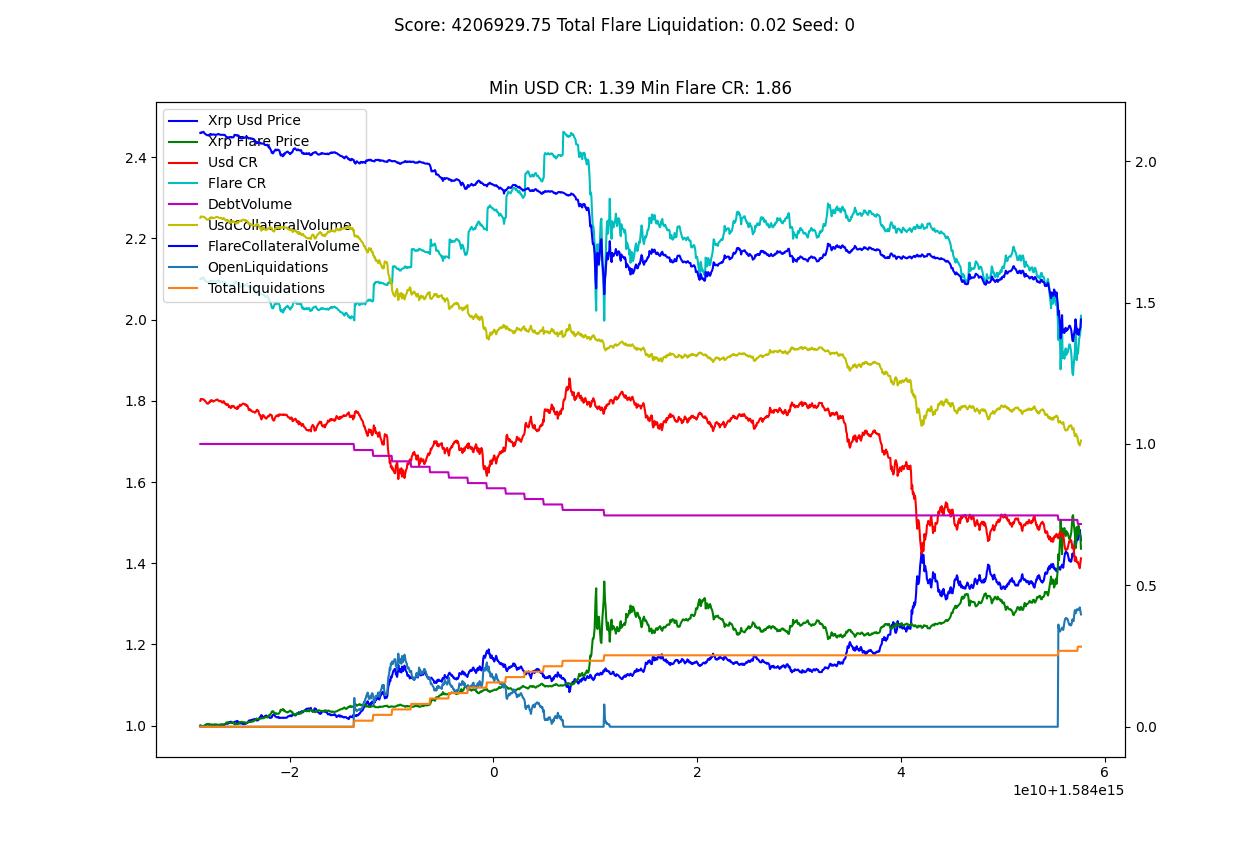 Score: 4206929.75 Total Flare Liquidation: 0.02 Seed: 0
Min USD CR: 1.39 Min Flare CR: 1.86
Xrp Usd Price
Xrp Flare Price
Usd CR
Flare CR
DebtVolume
UsdCollateralVolume
FlareCollateralVolume
OpenLiquidations
TotalLiquidations
2.4
2.2
2.0
1.8
1.6
1.4
1.2
1.0
2.0
1.5
1.0
0.5
0.0
−2
0
2
4
6
1e10+1.584e15